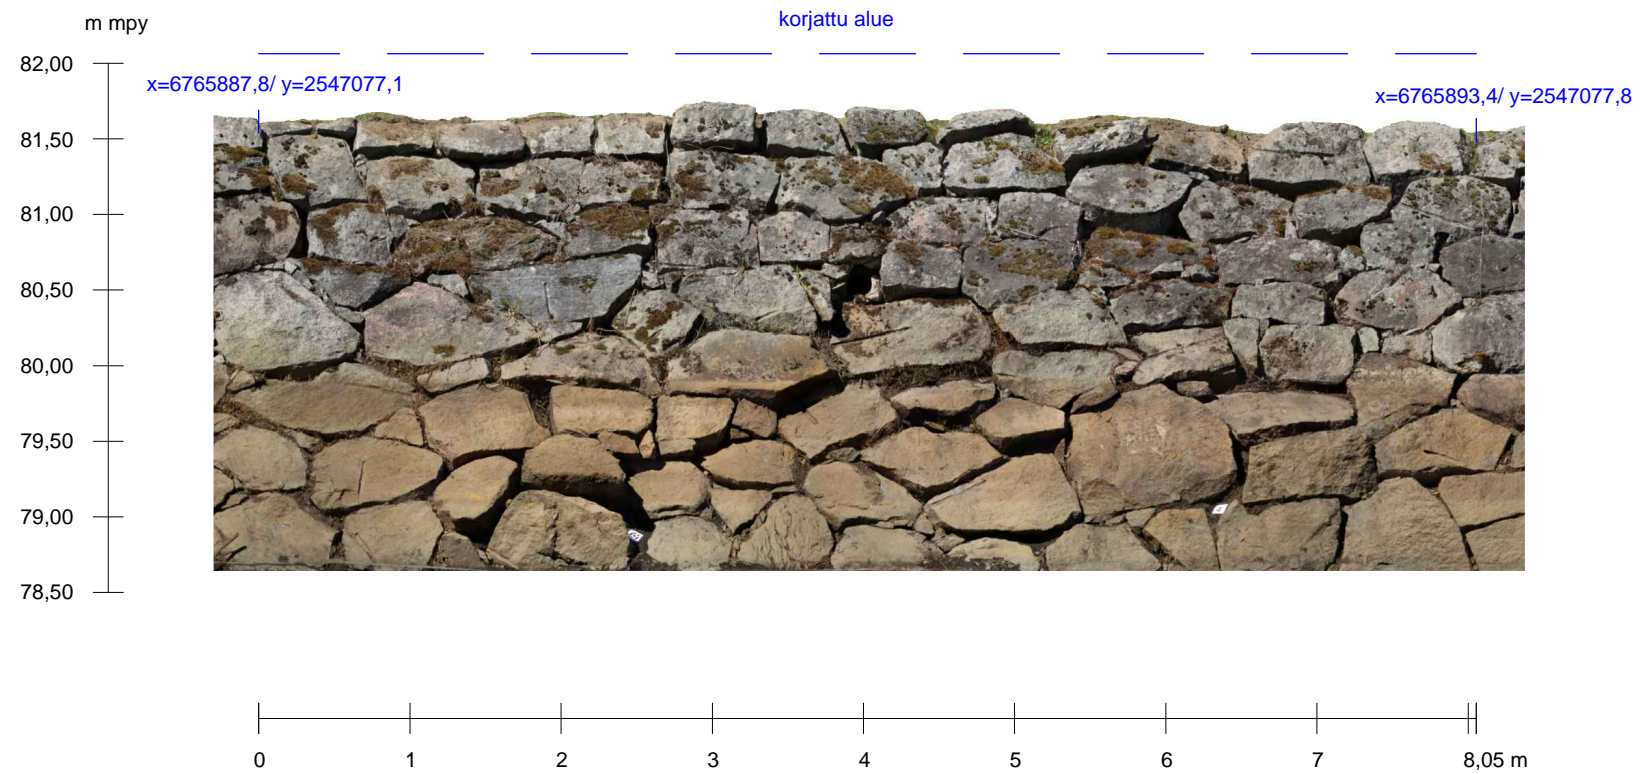 korjattu alue
m mpy
82,00
x=6765887,8/ y=2547077,1
x=6765893,4/ y=2547077,8
81,50
81,00
80,50
80,00
79,50
79,00
78,50
0 1 2 3 4 5 6 7 8,05 m